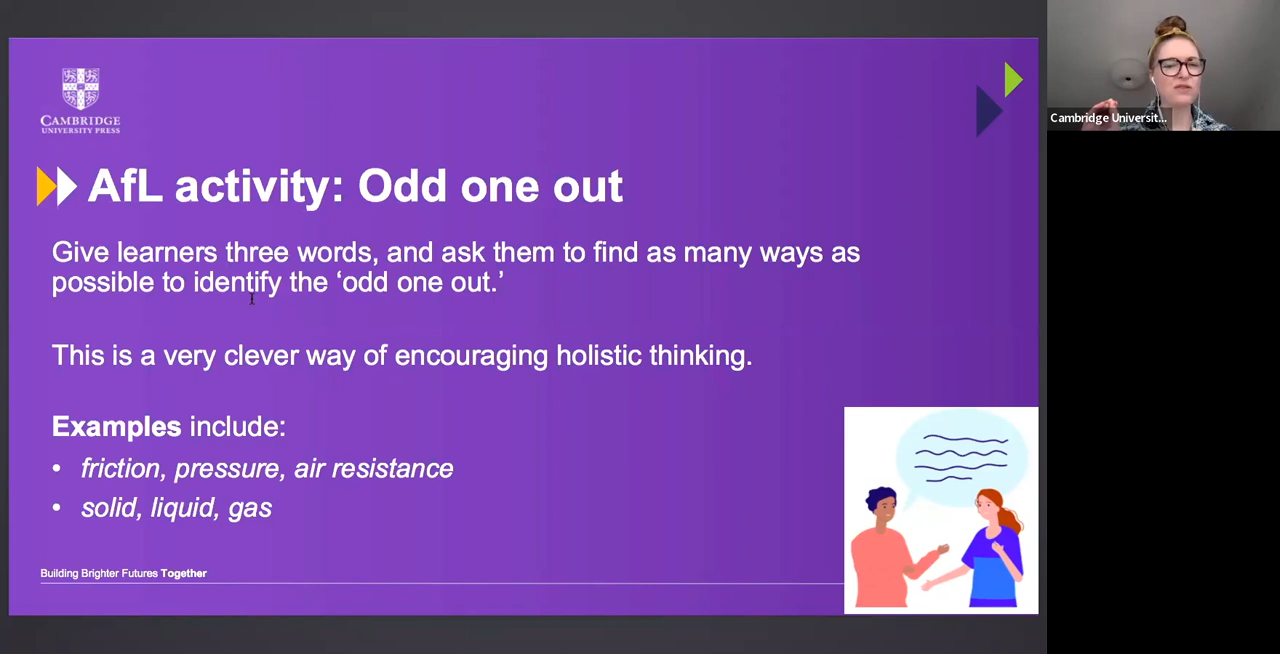 CAMBRIDGE
UNIVERSITY PRESS
AfL activity: Odd one out
Give learners three words, and ask them to find as many ways as
possible to identify the ‘odd one out.’
This is a very clever way of encouraging holistic thinking.
Examples include:
• friction, pressure, air resistance
• solid, liquid, gas
Building Brighter Futures Together
Cambridge Universit...